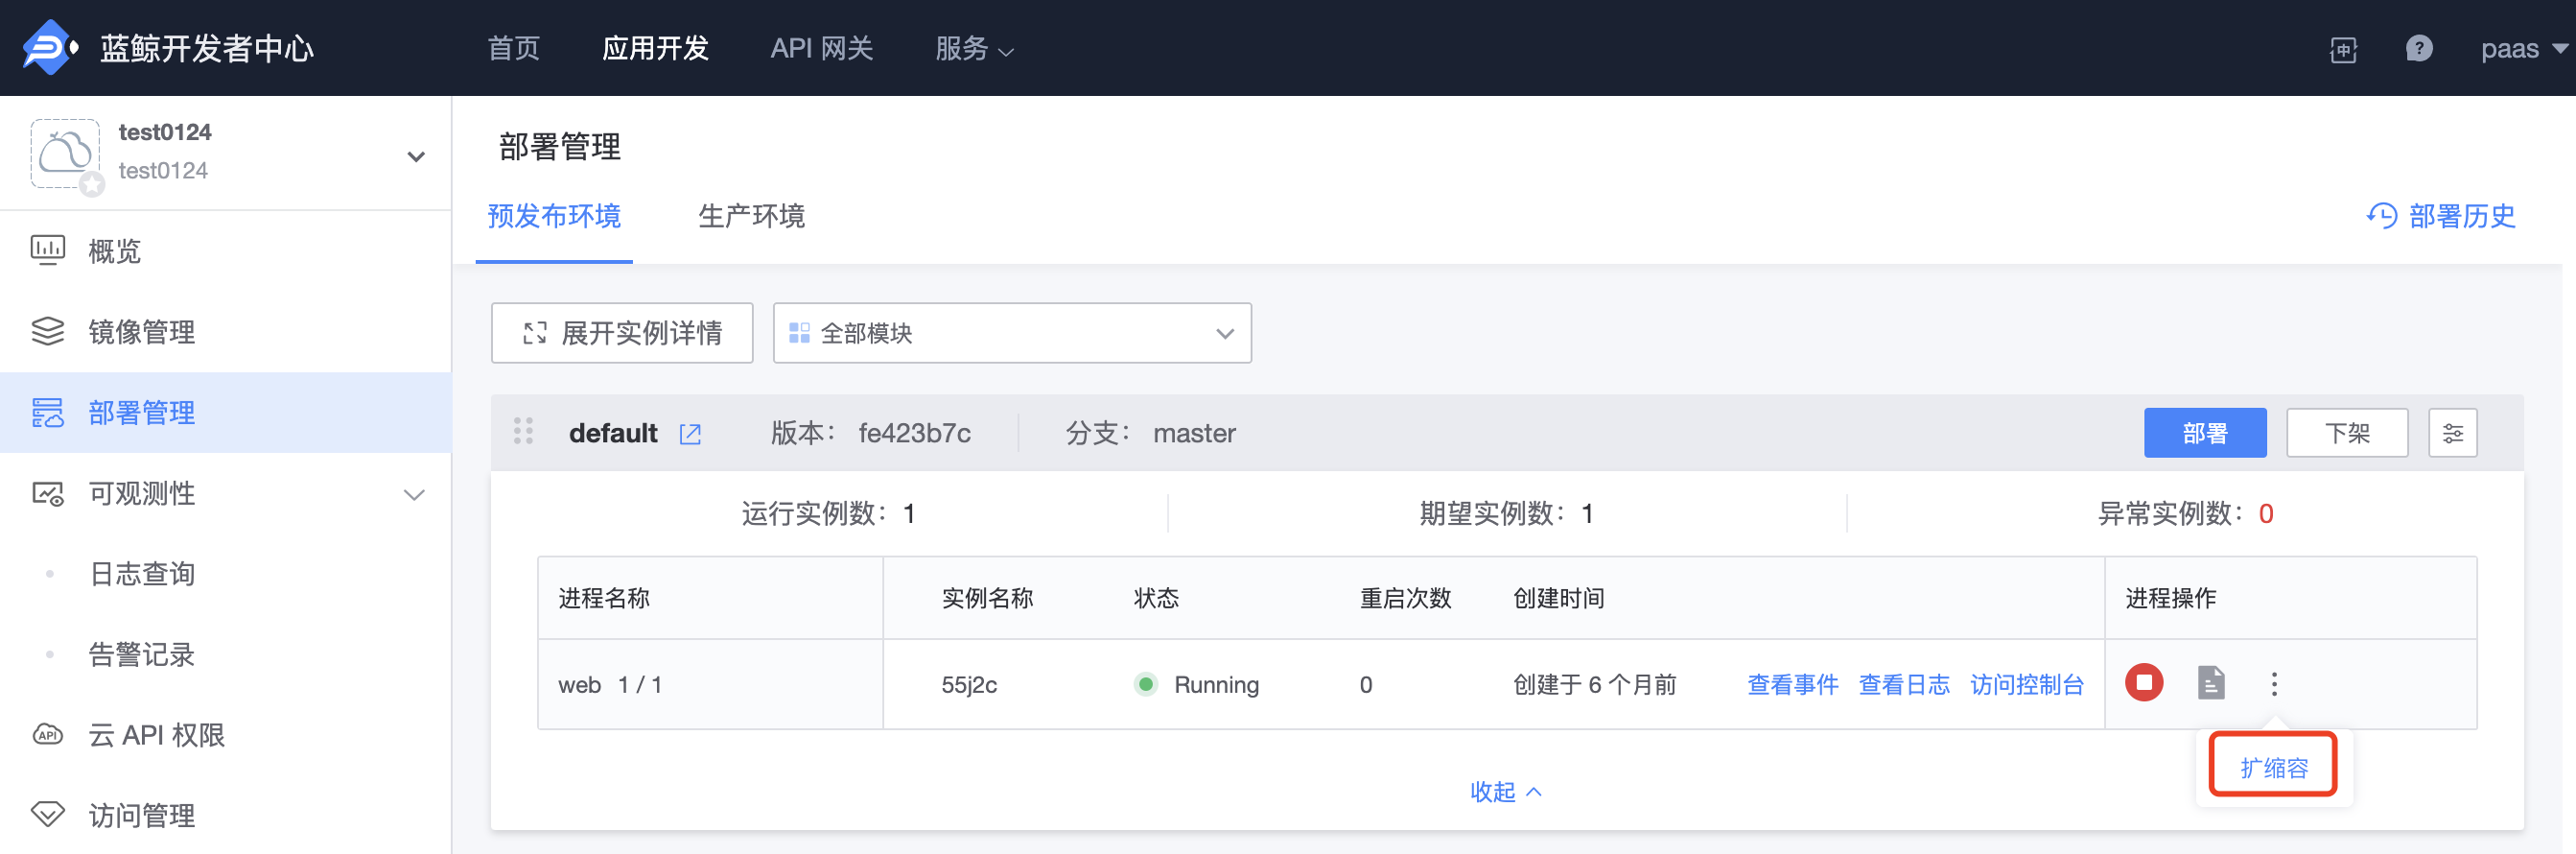 蓝鲸开发者中心 首页 应用开发 API 网关 服务 中 ? paas
test0124
test0124
概览
镜像管理
部署管理
可观测性
日志查询
告警记录
云 API 权限
访问管理
部署管理
预发布环境 生产环境 部署历史
展开实例详情 全部模块
default 版本： fe423b7c 分支： master 部署 下架
运行实例数：1 期望实例数：1 异常实例数：0
进程名称 实例名称 状态 重启次数 创建时间 进程操作
web 1 / 1 55j2c Running 0 创建于 6 个月前 查看事件 查看日志 访问控制台
扩缩容
收起